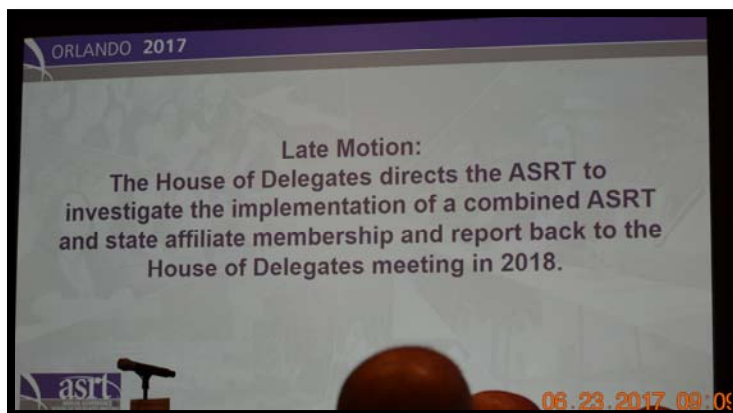 ORLANDO 2017
Late Motion:
The House of Delegates directs the ASRT to
investigate the implementation of a combined ASRT
and state affiliate membership and report back to the
House of Delegates meeting in 2018.
asrt
06.23.2017 09:09